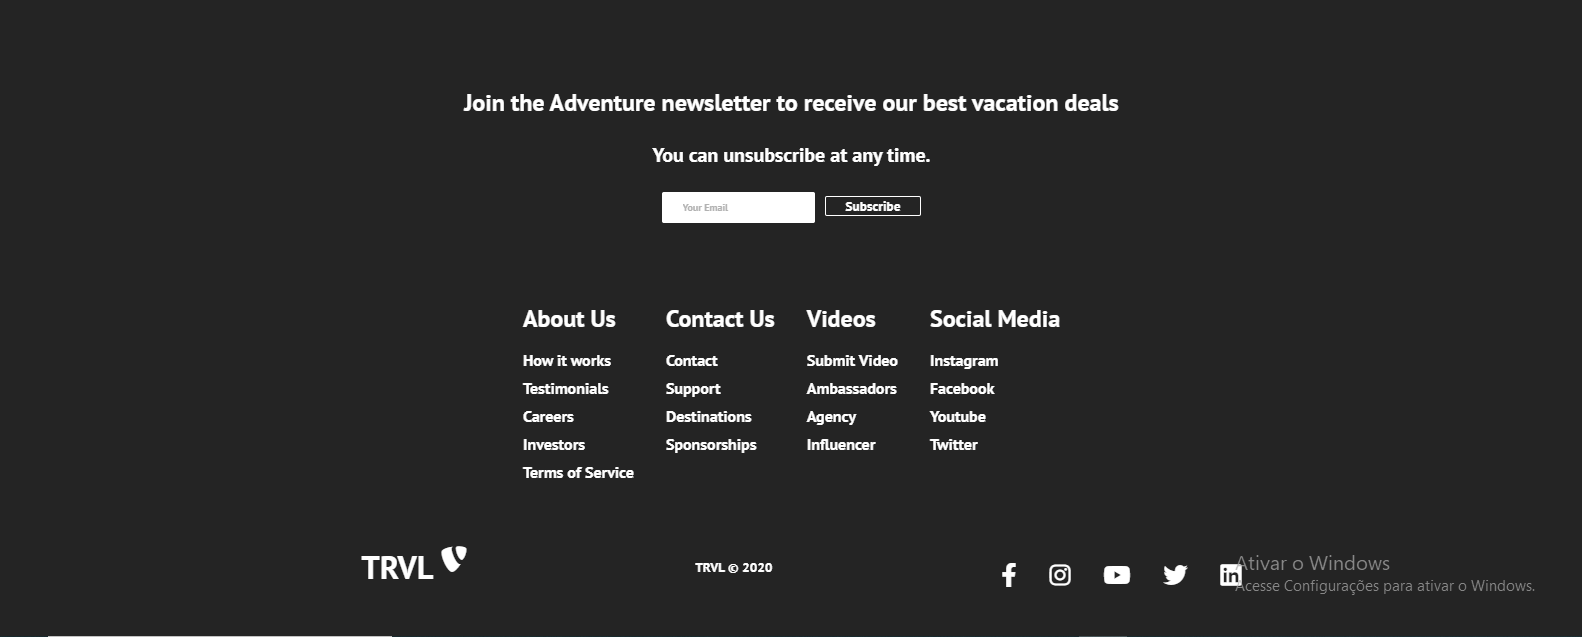 Join the Adventure newsletter to receive our best vacation deals
You can unsubscribe at any time.
Your Email
Subscribe
About Us
How it works
Testimonials
Careers
Investors
Terms of Service
Contact Us
Contact
Support
Destinations
Sponsorships
Videos
Submit Video
Ambassadors
Agency
Influencer
Social Media
Instagram
Facebook
Youtube
Twitter
TRVL
TRVL © 2020
Ativar o Windows
Acesse Configurações para ativar o Windows.